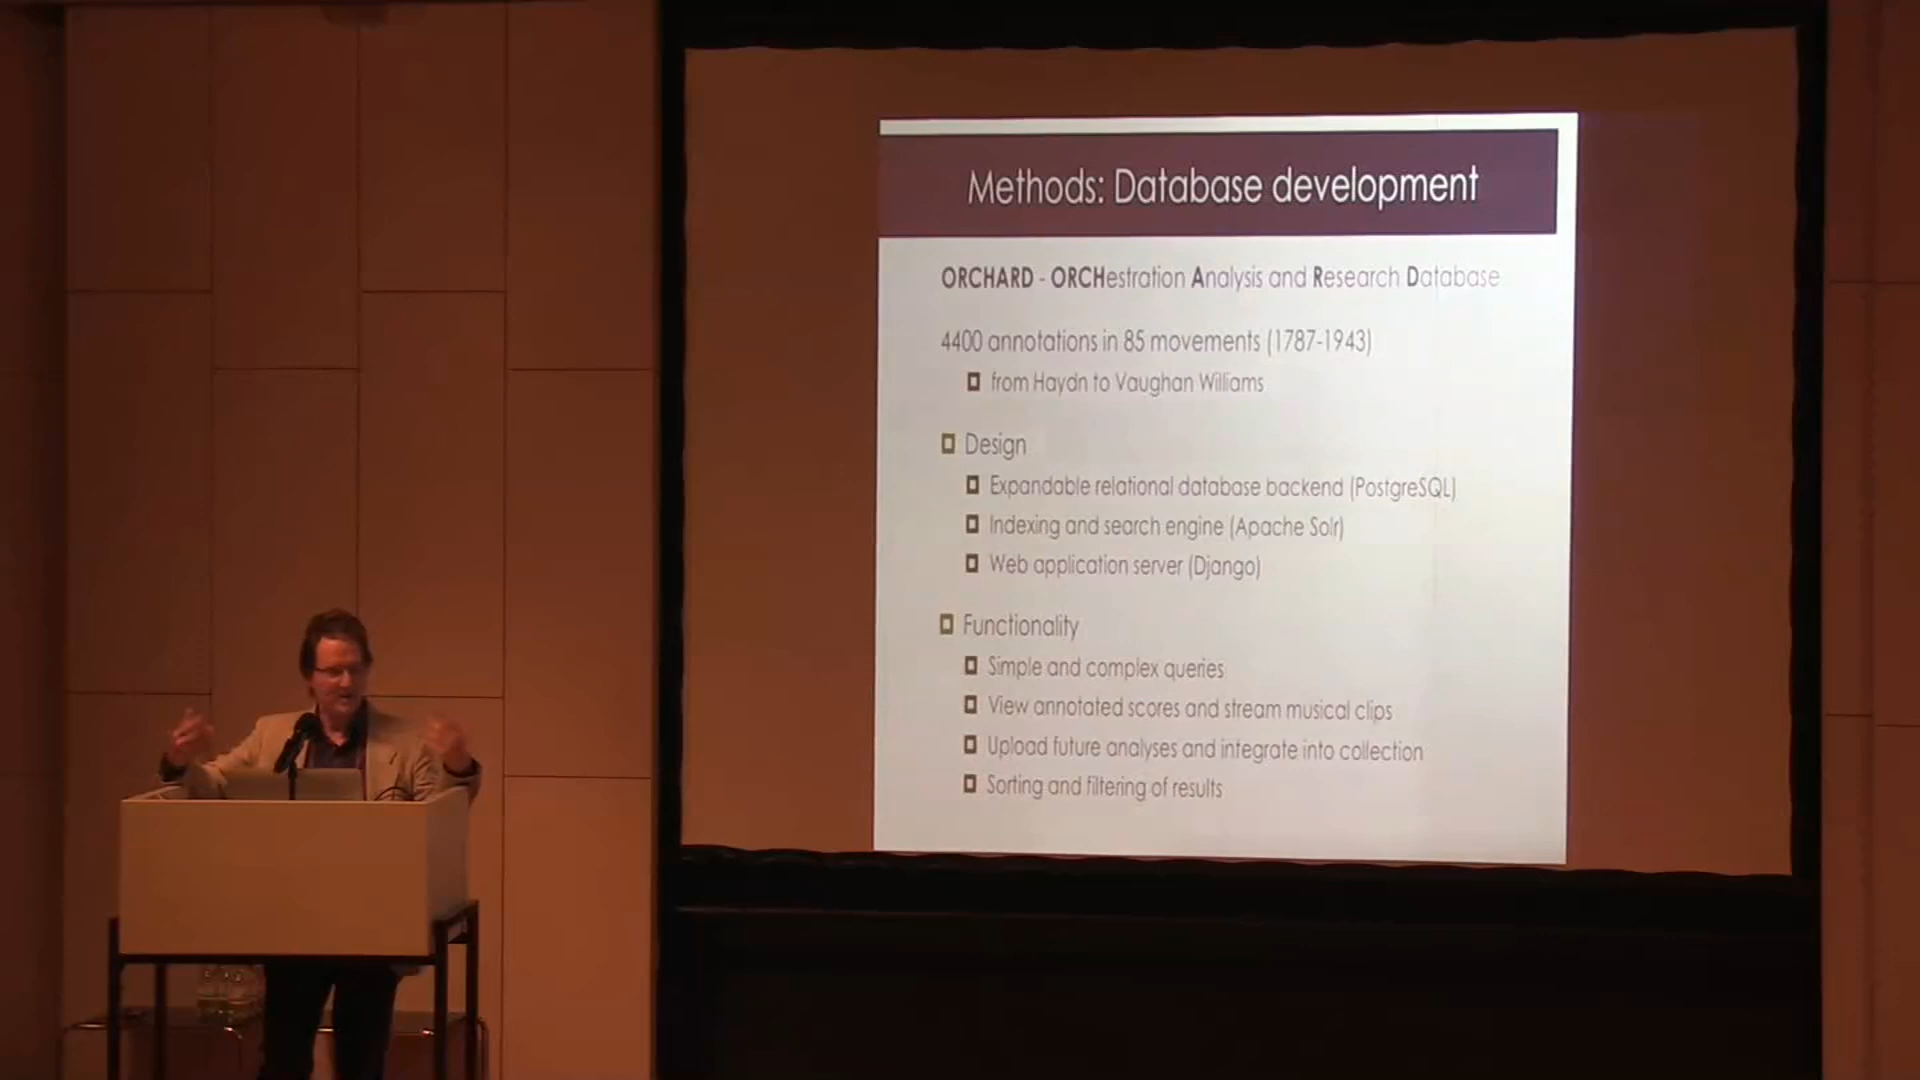 Methods: Database development
ORCHARD - ORCHestration Analysis and Research Database
4400 annotations in 85 movements (1787-1943)
from Haydn to Vaughan Williams
Design
Expandable relational database backend (PostgreSQL)
Indexing and search engine (Apache Solr)
Web application server (Django)
Functionality
Simple and complex queries
View annotated scores and stream musical clips
Upload future analyses and integrate into collection
Sorting and filtering of results